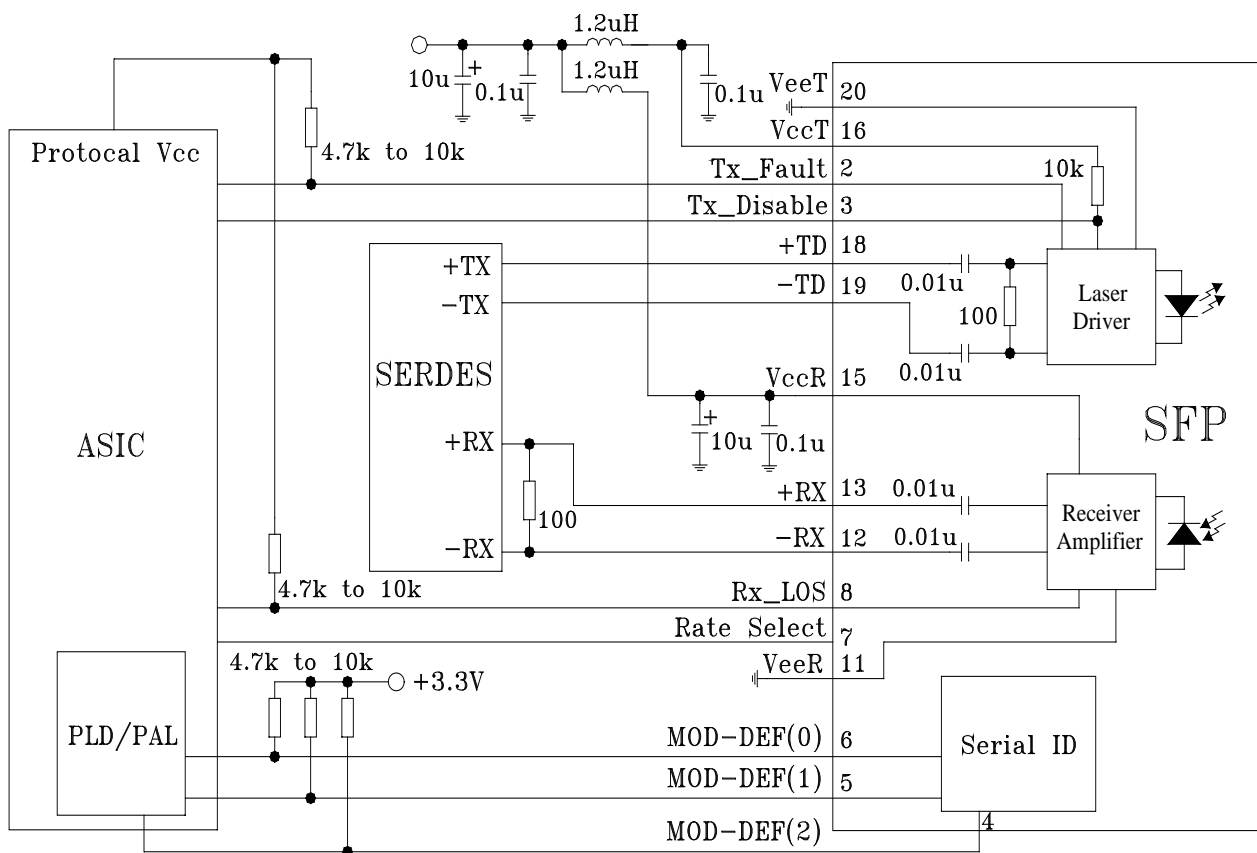 1.2uH
10u
+
0.1u
1.2uH
0.1u
VeeT
20
VccT
16
Protocal Vcc
4.7k to 10k
Tx_Fault
2
10k
Tx_Disable
3
+TD
18
0.01u
-TD
19
+TX
-TX
SERDES
100
Laser
Driver
0.01u
VccR
15
+
10u
0.1u
SFP
ASIC
+RX
100
-RX
+RX
13
0.01u
-RX
12
0.01u
Receiver
Amplifier
4.7k to 10k
Rx_LOS
8
Rate Select
7
4.7k to 10k
+3.3V
VeeR
11
PLD/PAL
MOD-DEF(0)
6
Serial ID
MOD-DEF(1)
5
MOD-DEF(2)
4